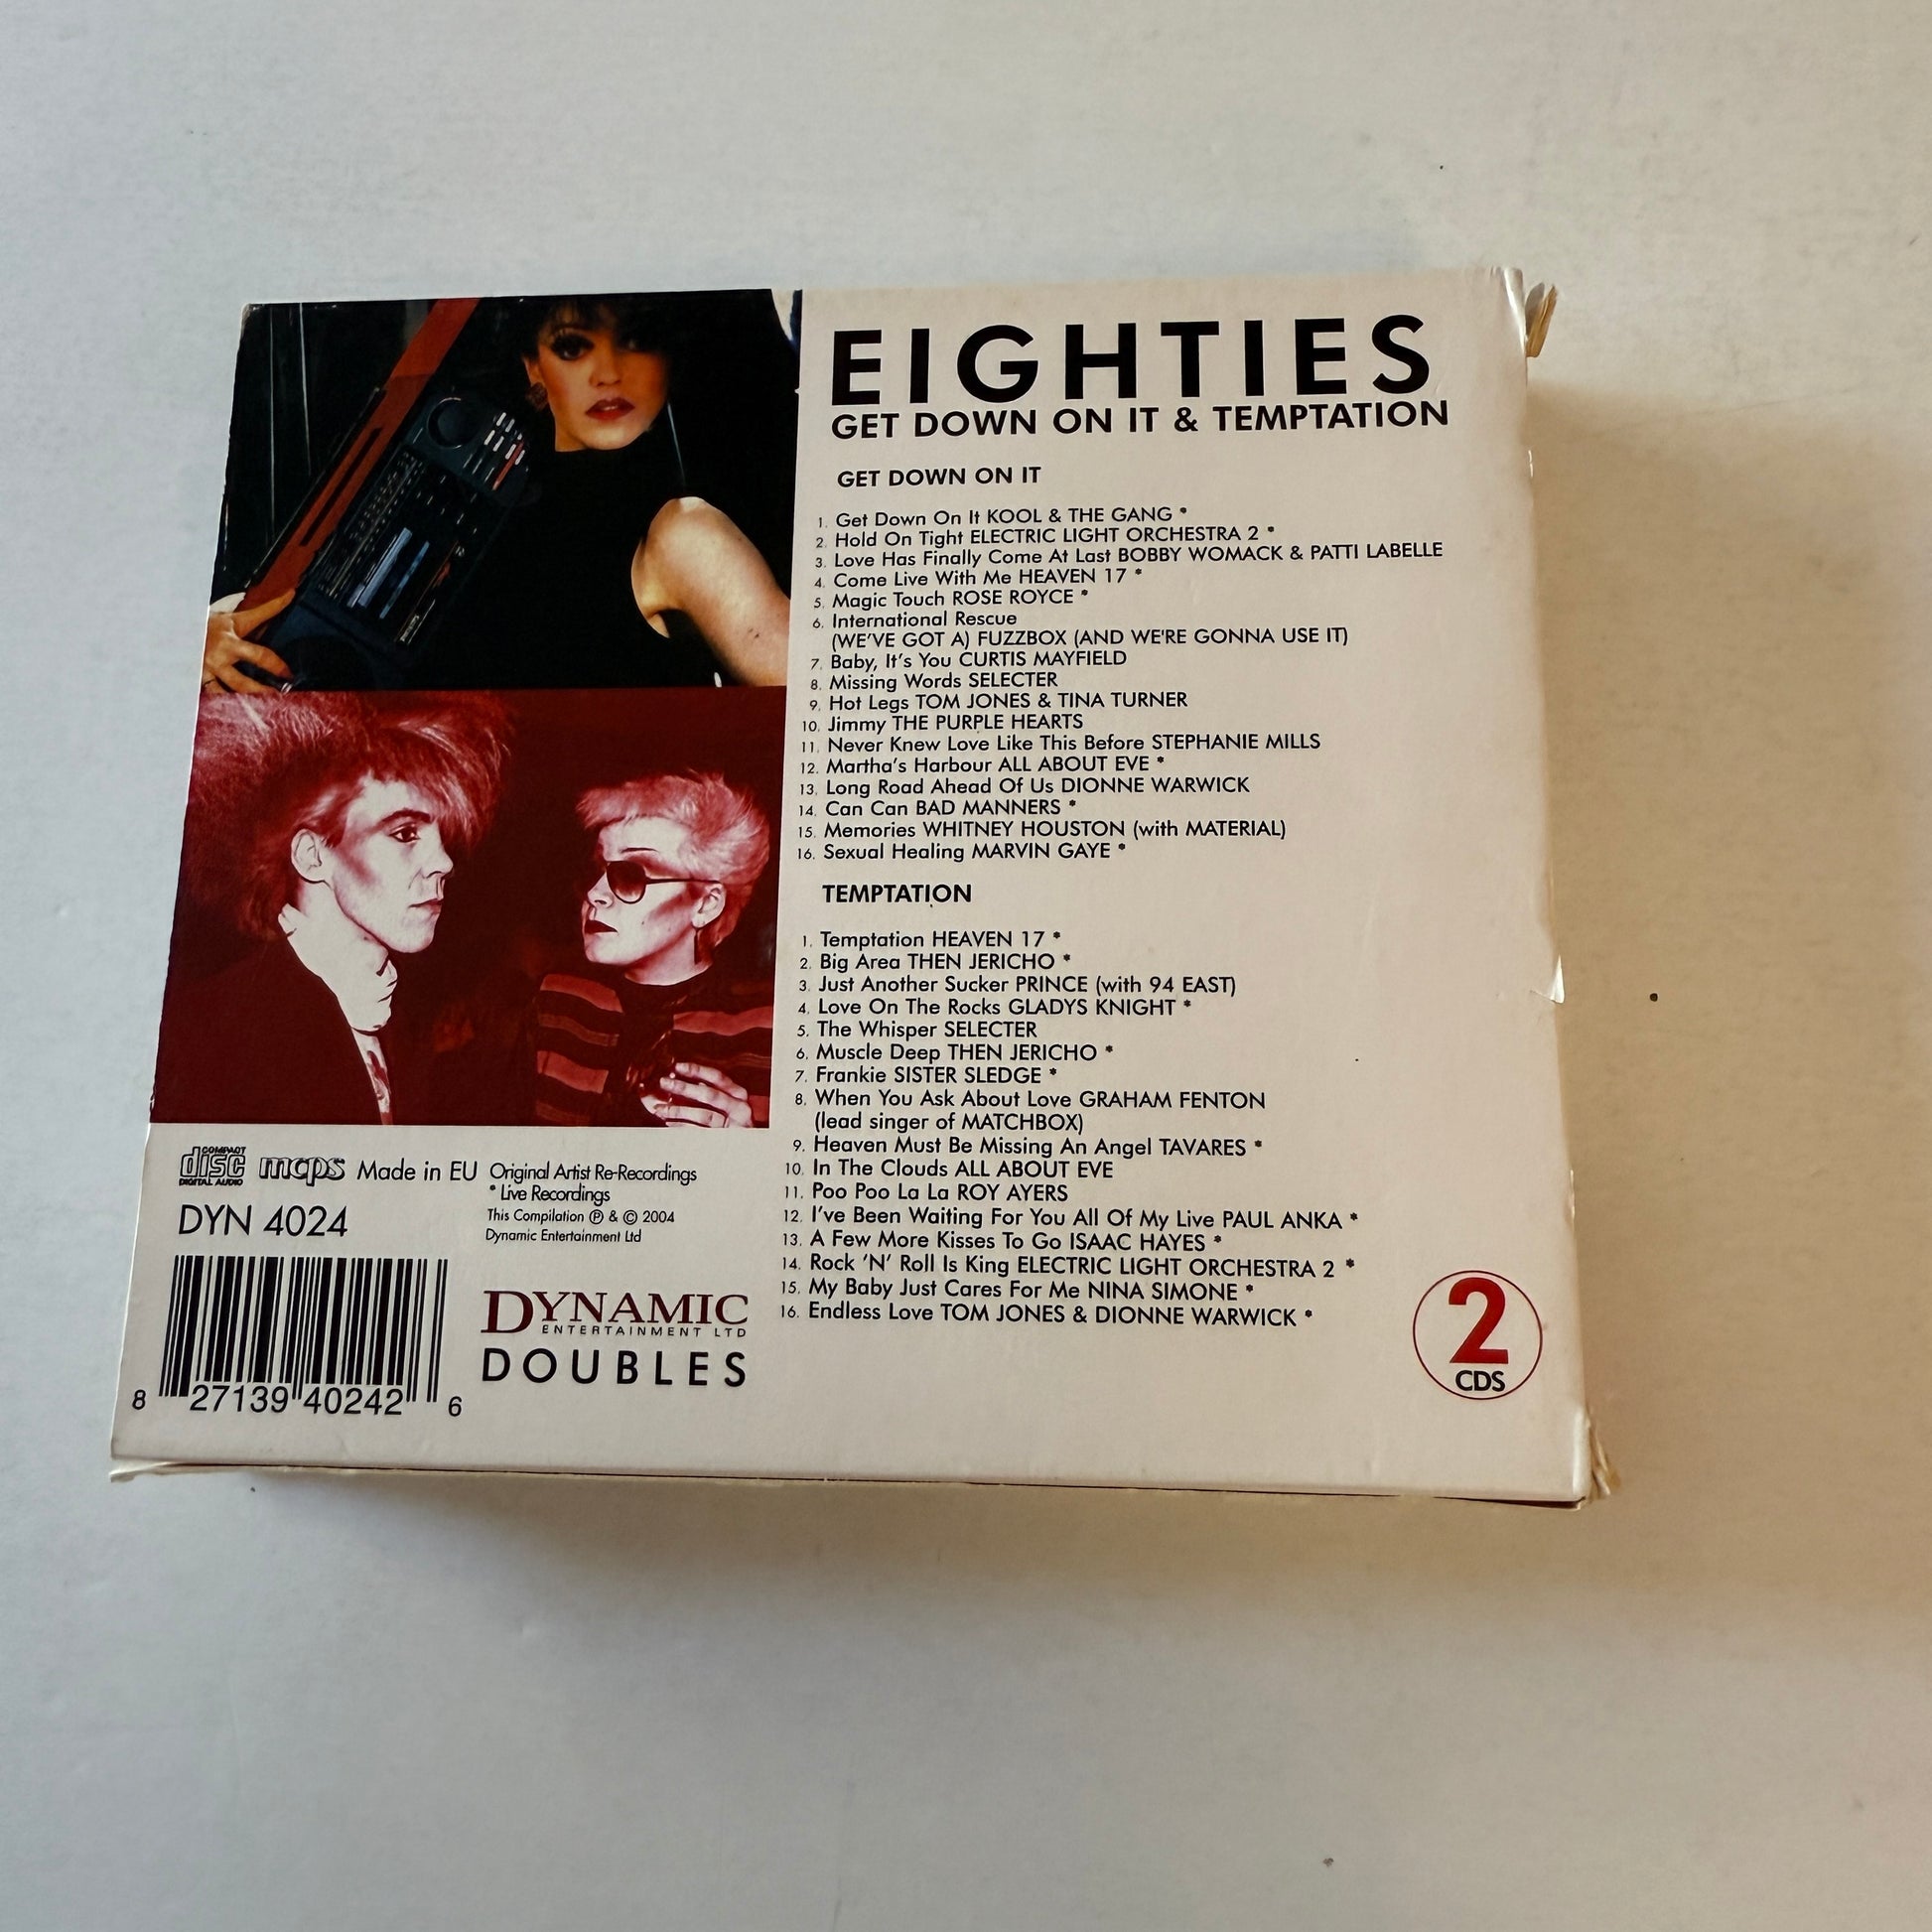 EIGHTIES
GET DOWN ON IT & TEMPTATION
GET DOWN ON IT
1. Get Down On It KOOL & THE GANG *
2. Hold On Tight ELECTRIC LIGHT ORCHESTRA 2 *
3. Love Has Finally Come At Last BOBBY WOMACK & PATTI LABELLE
4. Come Live With Me HEAVEN 17 *
5. Magic Touch ROSE ROYCE *
6. International Rescue
(WE'VE GOT A) FUZZBOX (AND WE'RE GONNA USE IT)
7. Baby, It's You CURTIS MAYFIELD
8. Missing Words SELECTER
9. Hot Legs TOM JONES & TINA TURNER
10. Jimmy THE PURPLE HEARTS
11. Never Knew Love Like This Before STEPHANIE MILLS
12. Martha's Harbour ALL ABOUT EVE *
13. Long Road Ahead Of Us DIONNE WARWICK
14. Can Can BAD MANNERS *
15. Memories WHITNEY HOUSTON (with MATERIAL)
16. Sexual Healing MARVIN GAYE *
TEMPTATION
1. Temptation HEAVEN 17 *
2. Big Area THEN JERICHO *
3. Just Another Sucker PRINCE (with 94 EAST)
4. Love On The Rocks GLADYS KNIGHT *
5. The Whisper SELECTER
6. Muscle Deep THEN JERICHO *
7. Frankie SISTER SLEDGE *
8. When You Ask About Love GRAHAM FENTON
(lead singer of MATCHBOX)
9. Heaven Must Be Missing An Angel TAVARES *
10. In The Clouds ALL ABOUT EVE
11. Poo Poo La La ROY AYERS
12. I've Been Waiting For You All Of My Live PAUL ANKA *
13. A Few More Kisses To Go ISAAC HAYES *
14. Rock 'N' Roll Is King ELECTRIC LIGHT ORCHESTRA 2 *
15. My Baby Just Cares For Me NINA SIMONE *
16. Endless Love TOM JONES & DIONNE WARWICK *
COMPACT
disc
DIGITAL AUDIO
mcps
Made in EU
Original Artist Re-Recordings
* Live Recordings
This Compilation ℗ & © 2004
Dynamic Entertainment Ltd
DYN 4024
8 27139 40242 6
DYNAMIC
ENTERTAINMENT LTD
DOUBLES
2
CDS